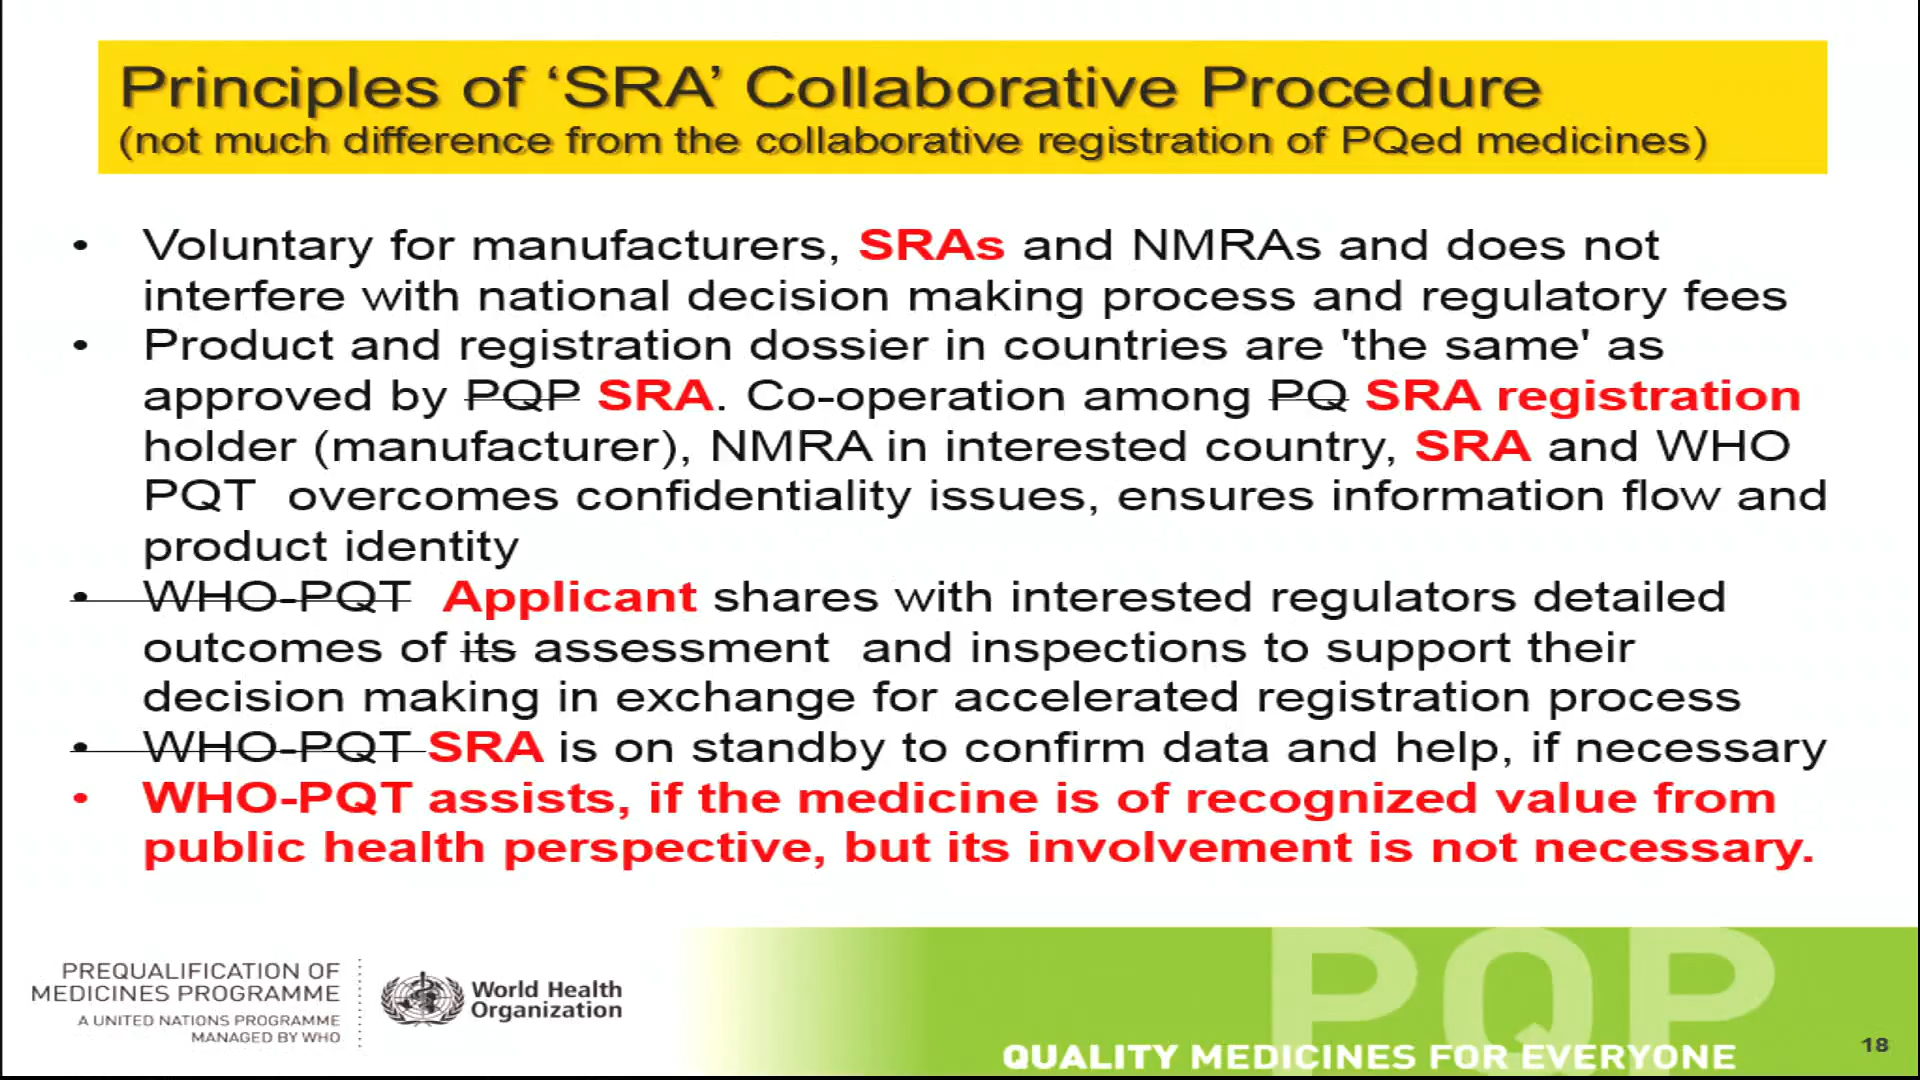 Principles of ‘SRA’ Collaborative Procedure
(not much difference from the collaborative registration of PQed medicines)
• Voluntary for manufacturers, SRAs and NMRAs and does not
interfere with national decision making process and regulatory fees
• Product and registration dossier in countries are 'the same' as
approved by PQP SRA. Co-operation among PQ SRA registration
holder (manufacturer), NMRA in interested country, SRA and WHO
PQT overcomes confidentiality issues, ensures information flow and
product identity
• WHO-PQT Applicant shares with interested regulators detailed
outcomes of its assessment and inspections to support their
decision making in exchange for accelerated registration process
• WHO-PQT SRA is on standby to confirm data and help, if necessary
• WHO-PQT assists, if the medicine is of recognized value from
public health perspective, but its involvement is not necessary.
PREQUALIFICATION OF
MEDICINES PROGRAMME
A UNITED NATIONS PROGRAMME
MANAGED BY WHO
World Health
Organization
PQP
QUALITY MEDICINES FOR EVERYONE
18